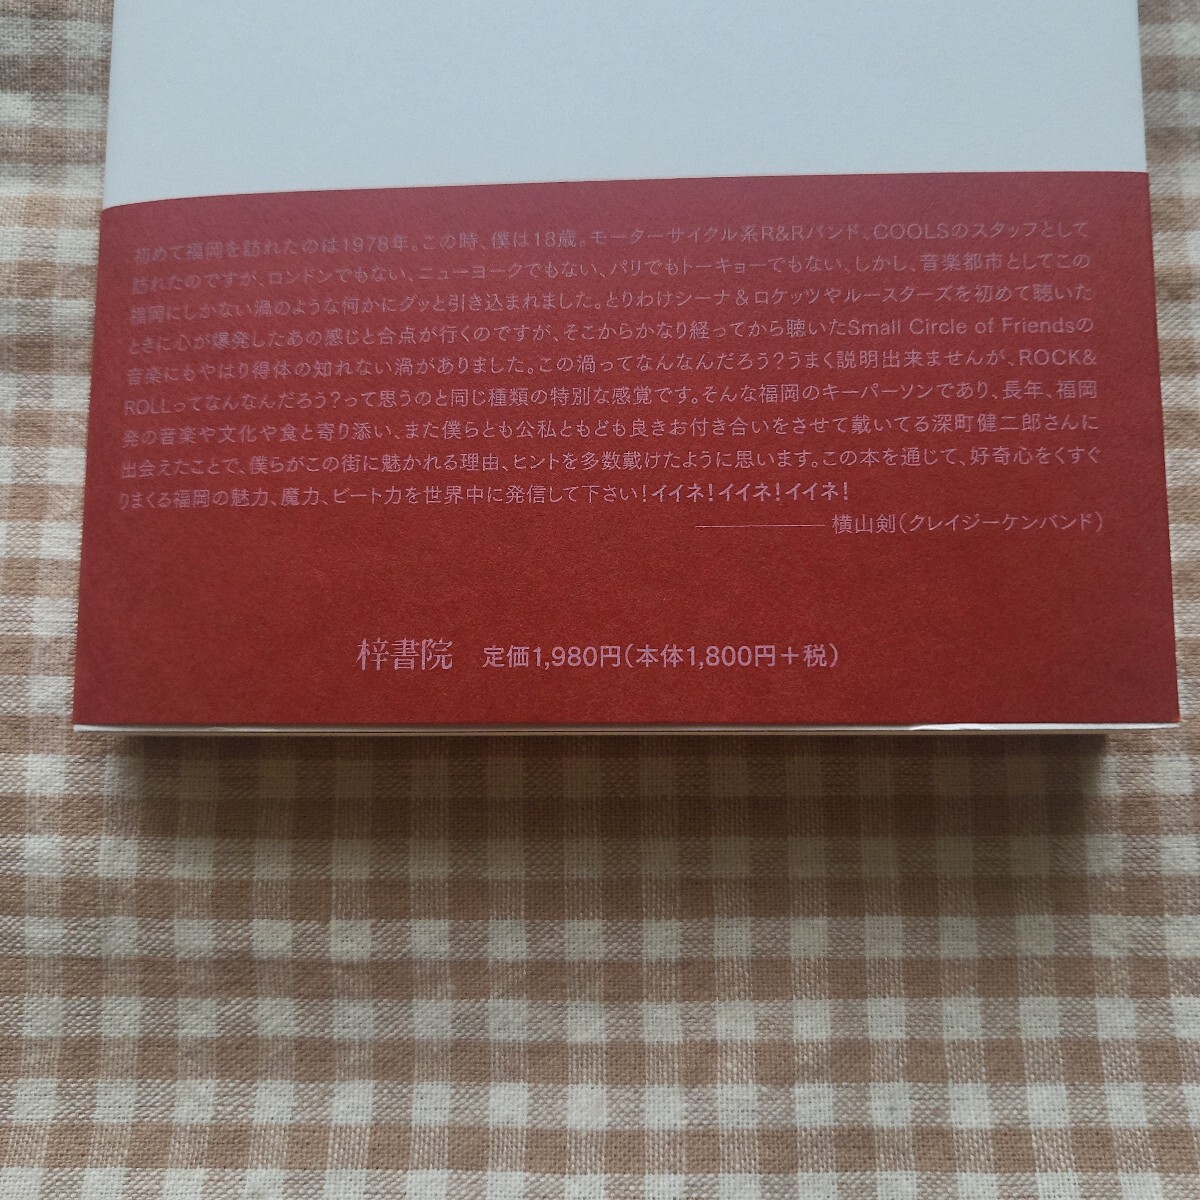 初めて福岡を訪れたのは1978年。この時、僕は18歳。モーターサイクル系R&Rバンド、COOLSのスタッフとして
訪れたのですが、ロンドンでもない、ニューヨークでもない、パリでもトーキョーでもない、しかし、音楽都市としてこの
福岡にしかない渦のような何かにグッと引き込まれました。とりわけシーナ&ロケッツやルースターズを初めて聴いた
ときに心が爆発したあの感じと合点が行くのですが、そこからかなり経ってから聴いたSmall Circle of Friendsの
音楽にもやはり得体の知れない渦がありました。この渦ってなんなんだろう?うまく説明出来ませんが、ROCK&
ROLLってなんなんだろう?って思うのと同じ種類の特別な感覚です。そんな福岡のキーパーソンであり、長年、福岡
発の音楽や文化や食と寄り添い、また僕らとも公私ともども良きお付き合いをさせて戴いてる深町健二郎さんに
出会えたことで、僕らがこの街に魅かれる理由、ヒントを多数戴けたように思います。この本を通じて、好奇心をくすぐ
りまくる福岡の魅力、魔力、ビート力を世界中に発信して下さい!イイネ!イイネ!イイネ!
横山剣(クレイジーケンバンド)
梓書院 定価1,980円(本体1,800円+税)